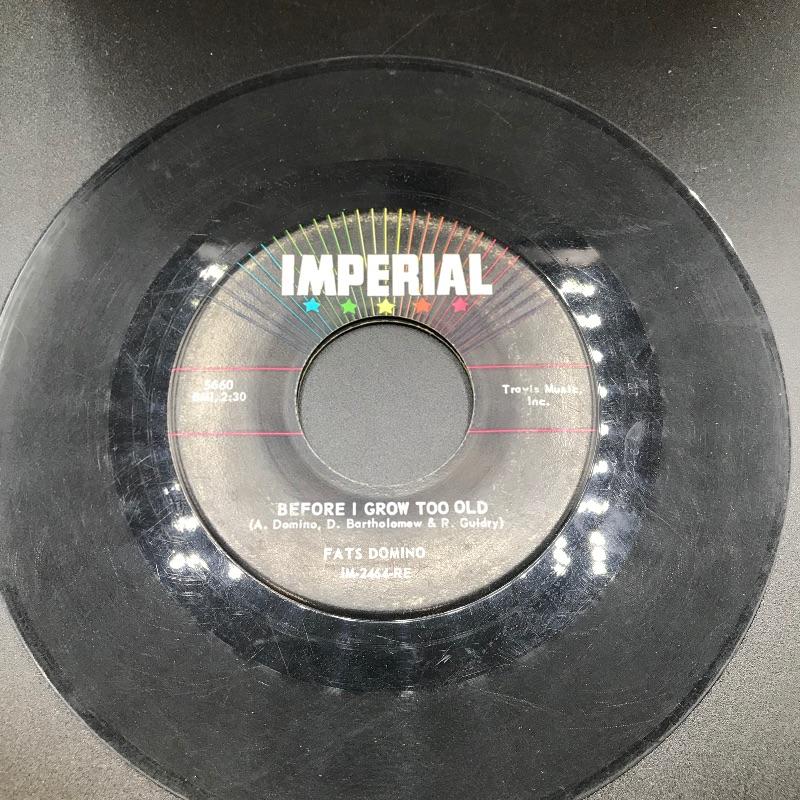 IMPERIAL
5660
BMI, 2:30
Travis Music,
Inc.
BEFORE I GROW TOO OLD
(A. Domino, D. Bartholomew & R. Guidry)
FATS DOMINO
IM-2464-RE